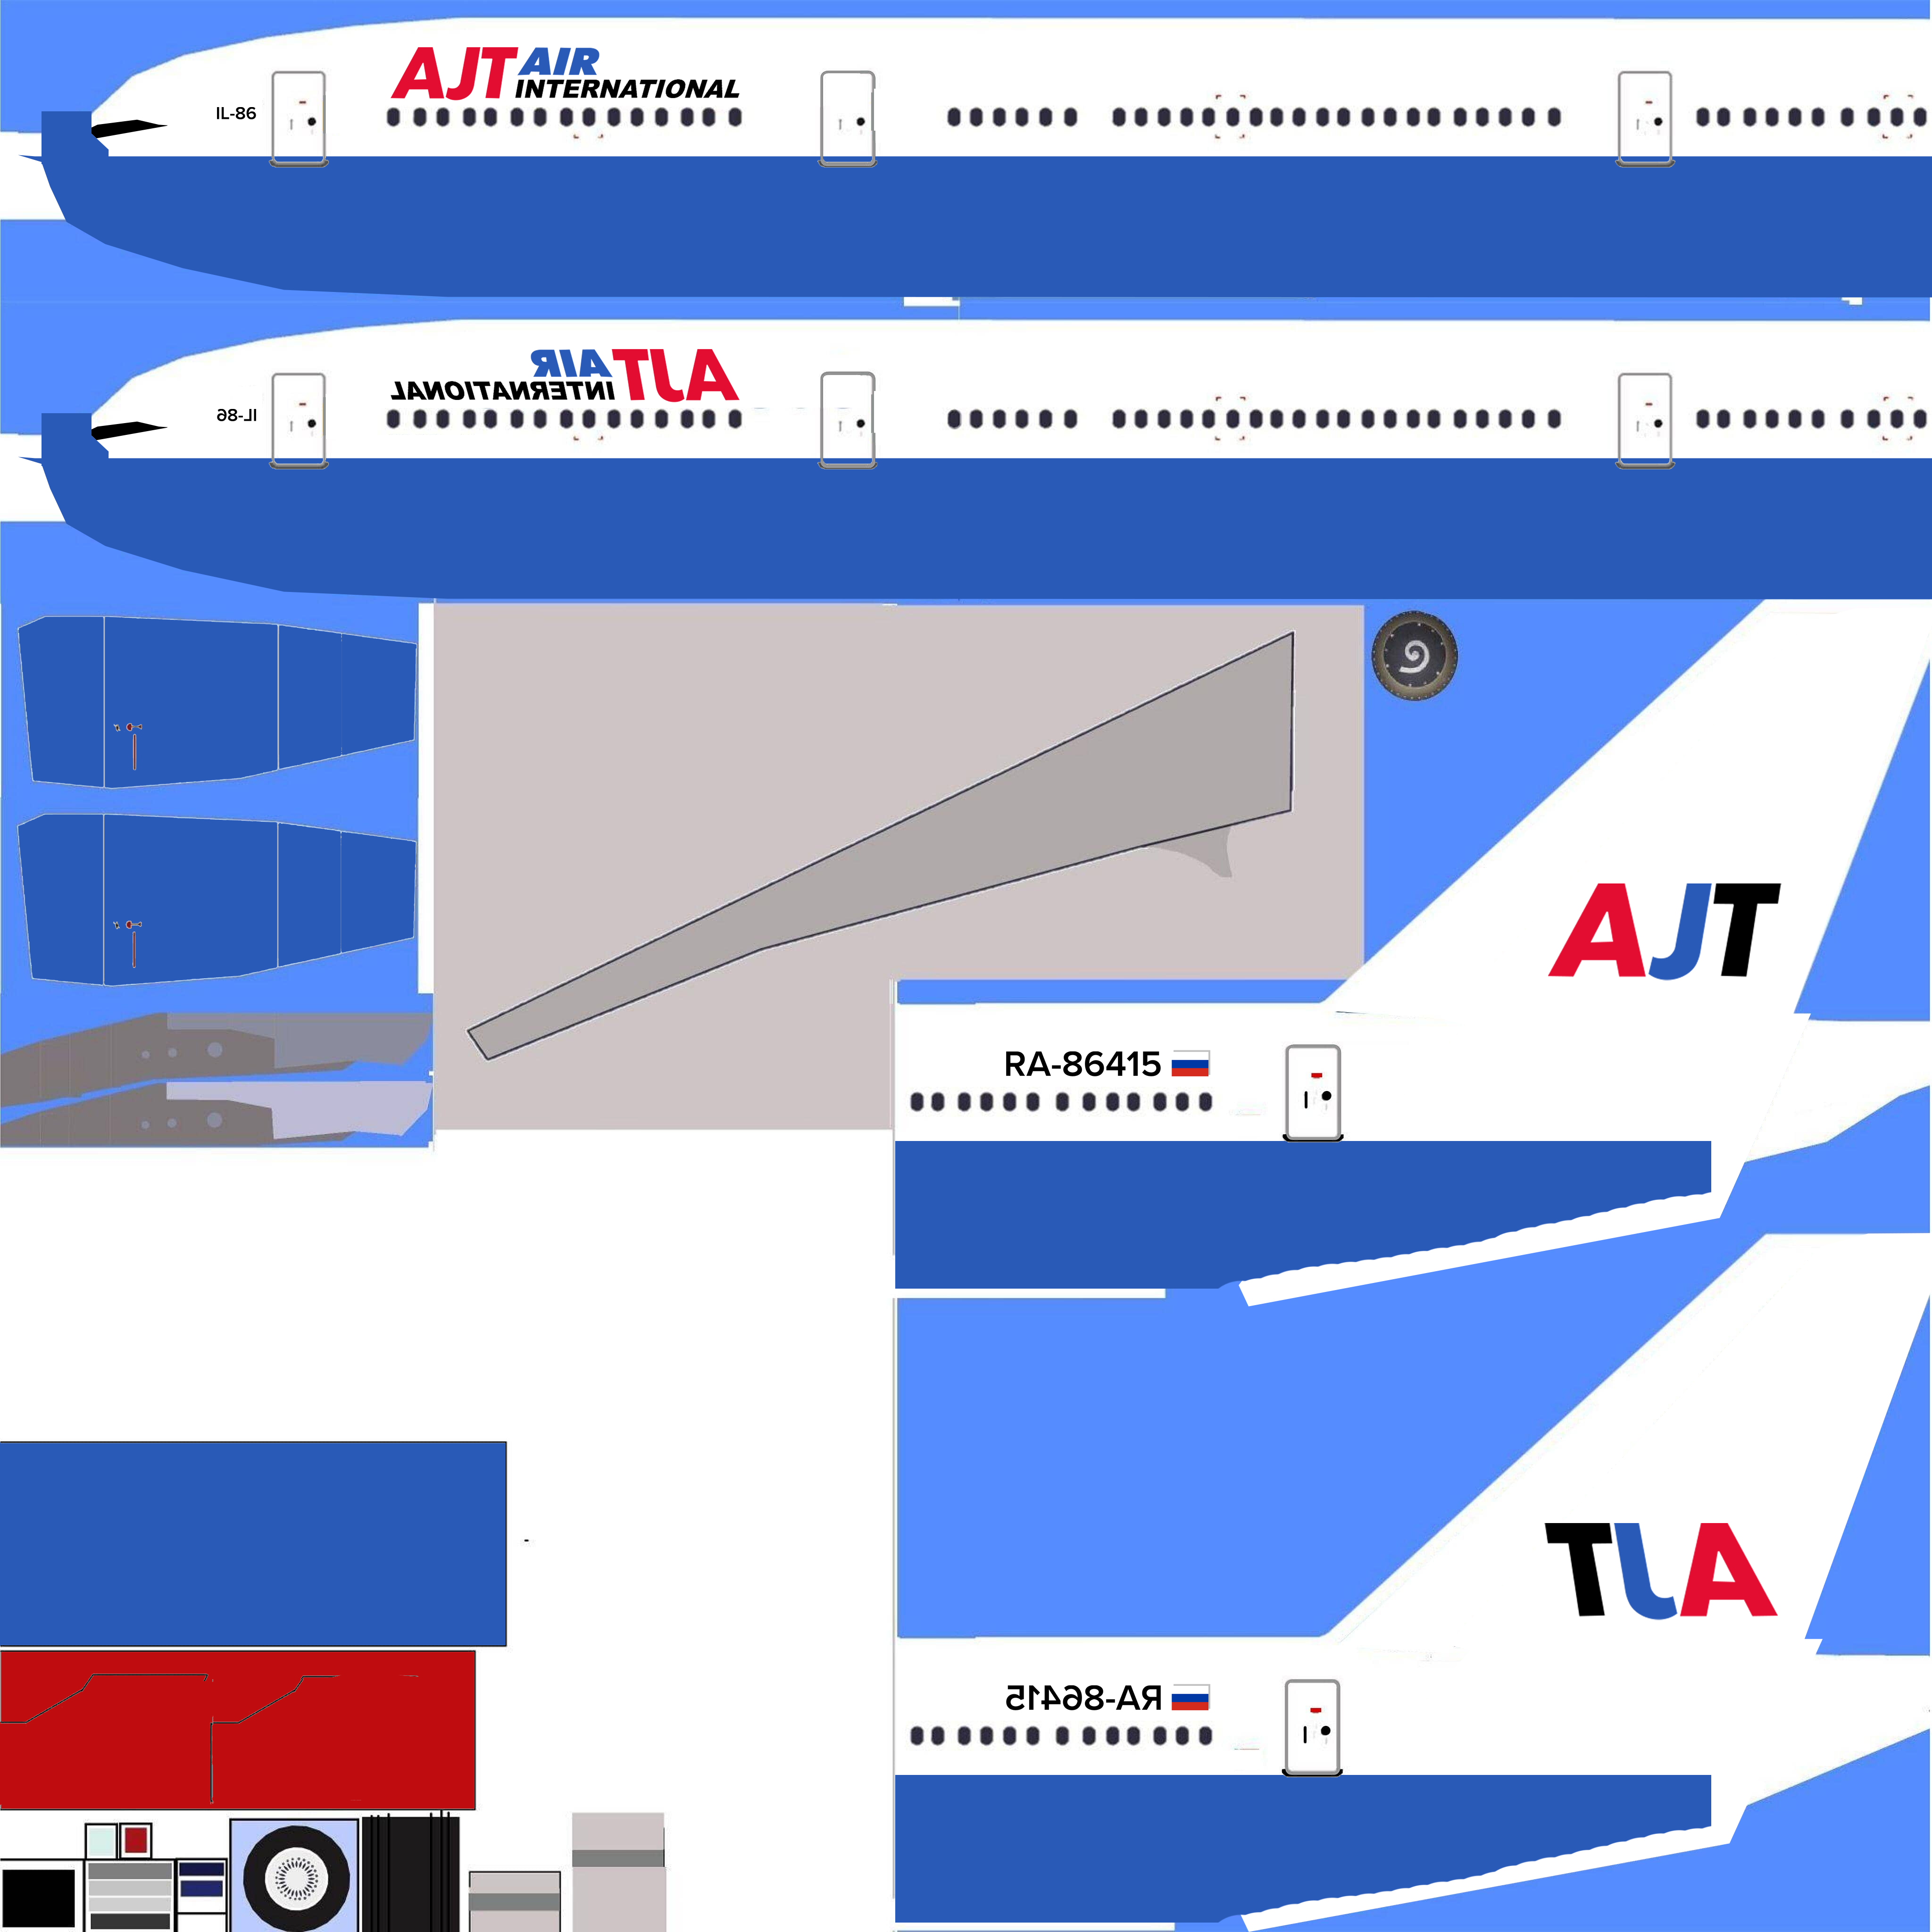 AJT AIR
INTERNATIONAL
IL-86
AJT AIR
INTERNATIONAL
IL-86
AJT
RA-86415
AJT
RA-86415